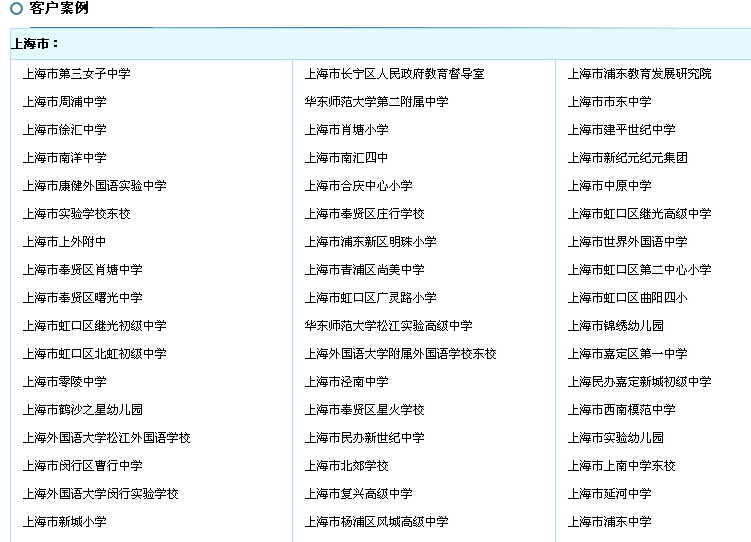 客户案例
上海市：
上海市第三女子中学 上海市长宁区人民政府教育督导室 上海市浦东教育发展研究院
上海市周浦中学 华东师范大学第二附属中学 上海市市东中学
上海市徐汇中学 上海市肖塘小学 上海市建平世纪中学
上海市南洋中学 上海市南汇四中 上海市新纪元纪元集团
上海市康健外国语实验中学 上海市合庆中心小学 上海市中原中学
上海市实验学校东校 上海市奉贤区庄行学校 上海市虹口区继光高级中学
上海市上外附中 上海市浦东新区明珠小学 上海市世界外国语中学
上海市奉贤区肖塘中学 上海市青浦区尚美中学 上海市虹口区第二中心小学
上海市奉贤区曙光中学 上海市虹口区广灵路小学 上海市虹口区曲阳四小
上海市虹口区继光初级中学 华东师范大学松江实验高级中学 上海市锦绣幼儿园
上海市虹口区北虹初级中学 上海外国语大学附属外国语学校东校 上海市嘉定区第一中学
上海市零陵中学 上海市泾南中学 上海民办嘉定新城初级中学
上海市鹤沙之星幼儿园 上海市奉贤区星火学校 上海市西南模范中学
上海外国语大学松江外国语学校 上海市民办新世纪中学 上海市实验幼儿园
上海市闵行区曹行中学 上海市北郊学校 上海市上南中学东校
上海外国语大学闵行实验学校 上海市复兴高级中学 上海市延河中学
上海市新城小学 上海市杨浦区凤城高级中学 上海市浦东中学